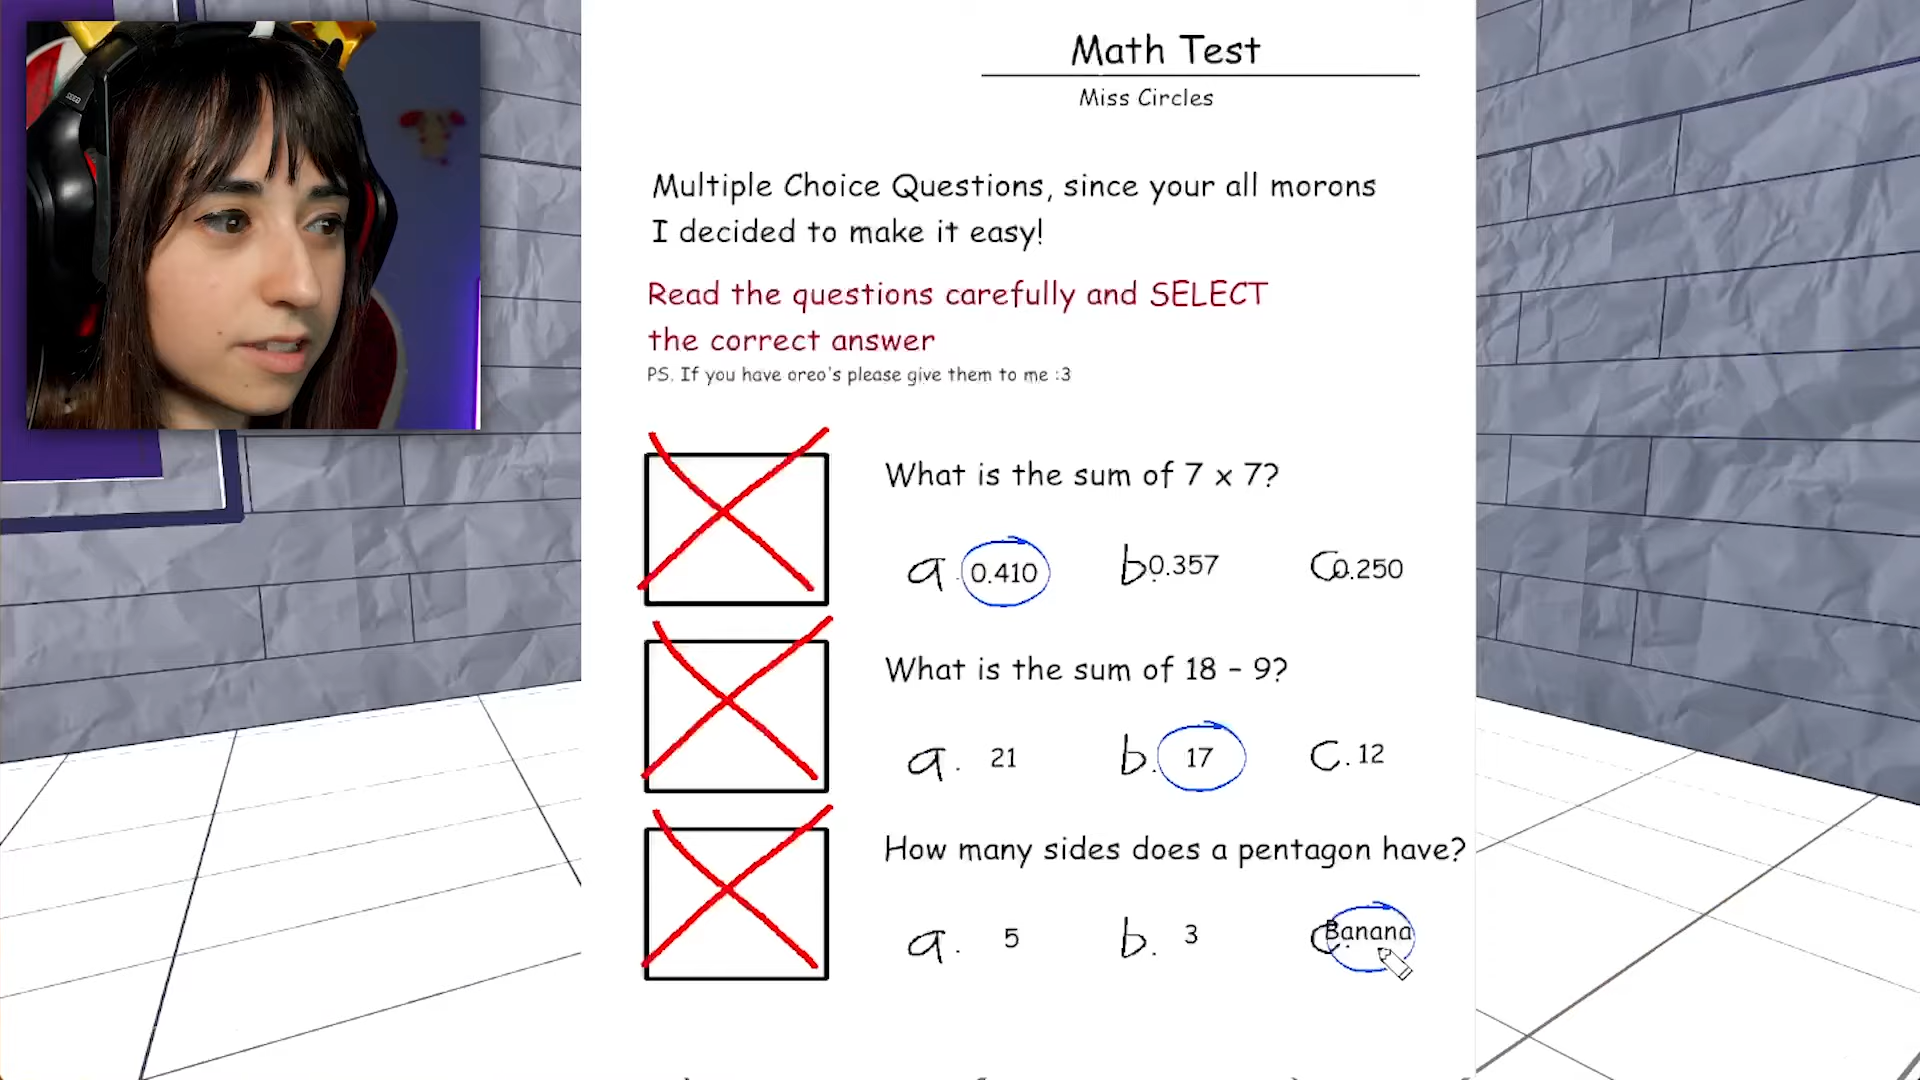 Math Test
Miss Circles
Multiple Choice Questions, since your all morons
I decided to make it easy!
Read the questions carefully and SELECT
the correct answer
PS. If you have oreo's please give them to me :3
What is the sum of 7 x 7?
a. 0.410 b. 0.357 C. 0.250
What is the sum of 18 - 9?
a. 21 b. 17 C. 12
How many sides does a pentagon have?
a. 5 b. 3 C. Banana